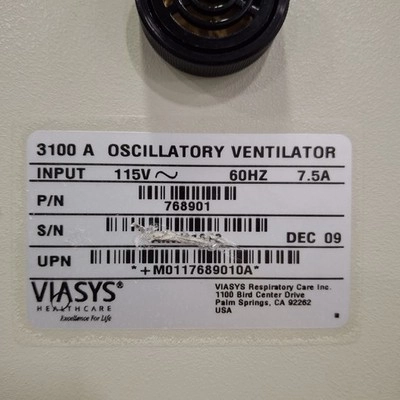 3100 A OSCILLATORY VENTILATOR
INPUT 115V ~ 60HZ 7.5A
P/N 768901
S/N DEC 09
UPN *+M0117689010A*
VIASYS®
HEALTHCARE
Excellence For Life
VIASYS Respiratory Care Inc.
1100 Bird Center Drive
Palm Springs, CA 92262
USA